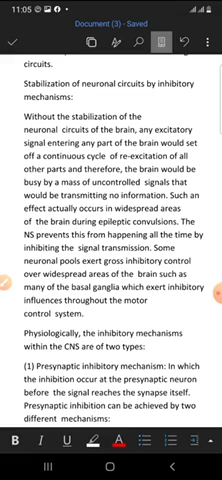 11:05
Document (3) - Saved
circuits.
Stabilization of neuronal circuits by inhibitory
mechanisms:
Without the stabilization of the
neuronal circuits of the brain, any excitatory
signal entering any part of the brain would set
off a continuous cycle of re-excitation of all
other parts and therefore, the brain would be
busy by a mass of uncontrolled signals that
would be transmitting no information. Such an
effect actually occurs in widespread areas
of the brain during epileptic convulsions. The
NS prevents this from happening all the time by
inhibiting the signal transmission. Some
neuronal pools exert gross inhibitory control
over widespread areas of the brain such as
many of the basal ganglia which exert inhibitory
influences throughout the motor
control system.
Physiologically, the inhibitory mechanisms
within the CNS are of two types:
(1) Presynaptic inhibitory mechanism: In which
the inhibition occur at the presynaptic neuron
before the signal reaches the synapse itself.
Presynaptic inhibition can be achieved by two
different mechanisms:
B I U A